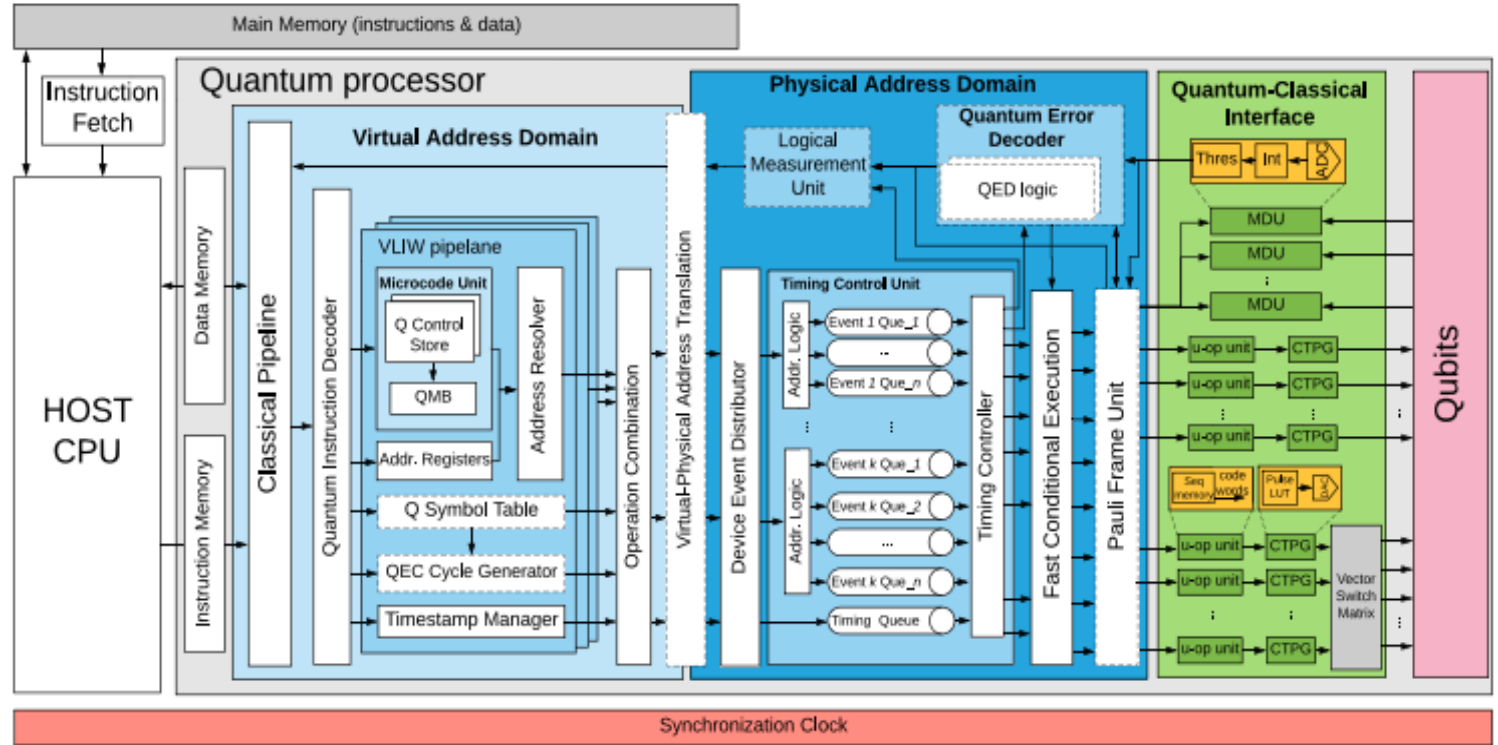 Main Memory (instructions & data)
Instruction
Fetch
HOST
CPU
Quantum processor
Data Memory
Instruction Memory
Virtual Address Domain
Classical Pipeline
Quantum Instruction Decoder
VLIW pipelane
Microcode Unit
Q Control
Store
QMB
Addr. Registers
Address Resolver
Q Symbol Table
QEC Cycle Generator
Timestamp Manager
Operation Combination
Virtual-Physical Address Translation
Physical Address Domain
Logical
Measurement
Unit
Quantum Error
Decoder
QED logic
Device Event Distributor
Timing Control Unit
Addr. Logic
Event 1 Que_1
...
Event 1 Que_n
Addr. Logic
Event k Que_1
Event k Que_2
...
Event k Que_n
Timing Queue
Timing Controller
Fast Conditional Execution
Pauli Frame Unit
Quantum-Classical
Interface
Thres
Int
ADC
MDU
MDU
MDU
u-op unit
CTPG
u-op unit
CTPG
u-op unit
CTPG
Seq
memory
code
words
Pulse
LUT
DAC
u-op unit
CTPG
u-op unit
CTPG
u-op unit
CTPG
Vector
Switch
Matrix
Qubits
Synchronization Clock